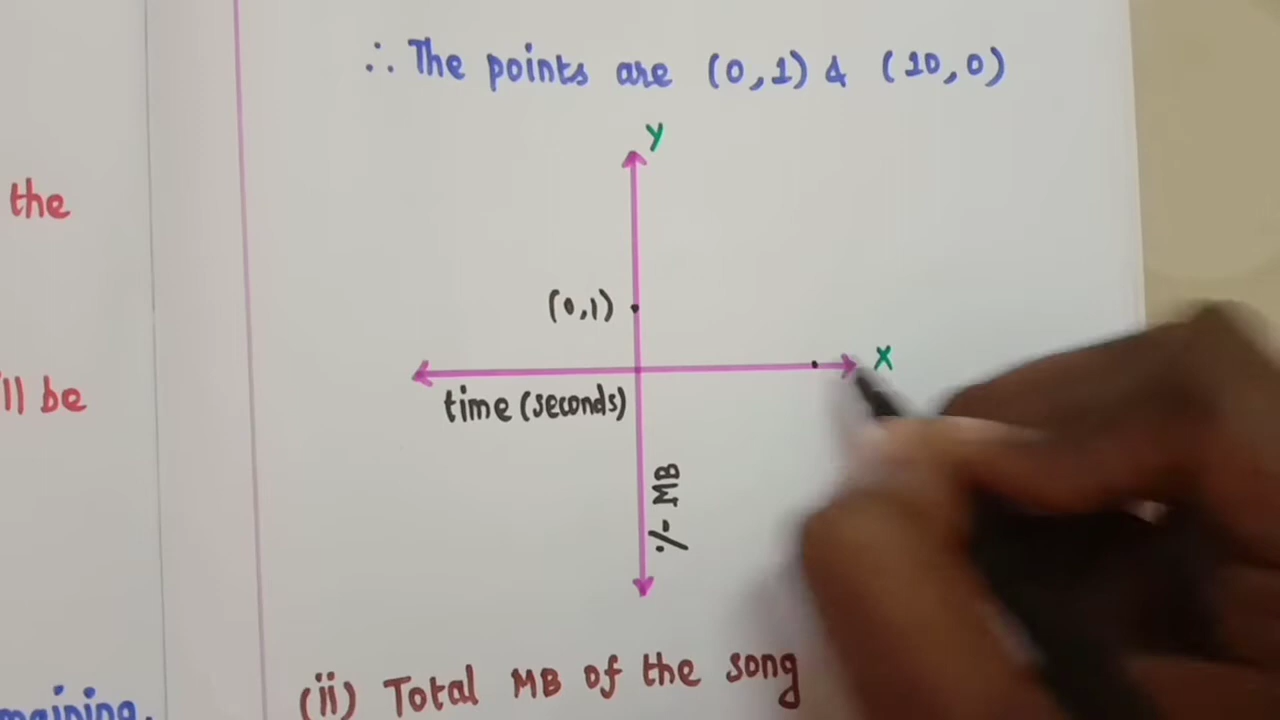 ∴ The points are (0,1) & (10,0)
Y
the
(0,1)
X
ll be
time (seconds)
% MB
(ii) Total MB of the song